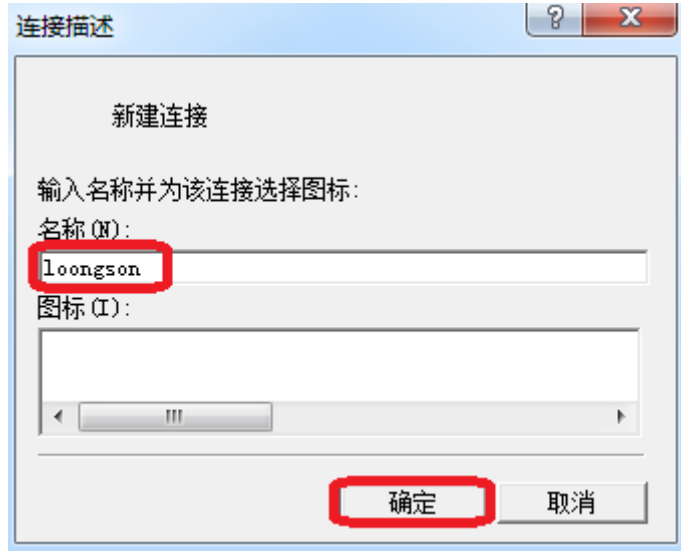 连接描述
新建连接
输入名称并为该连接选择图标:
名称(N):
loongson
图标(I):
确定 取消